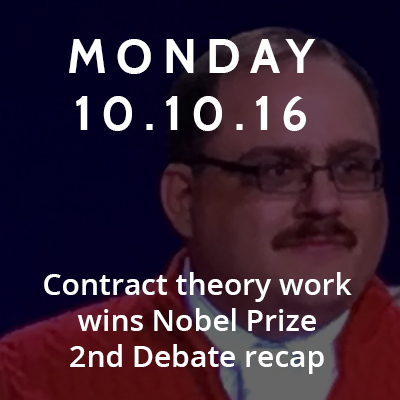 MONDAY
10.10.16
Contract theory work
wins Nobel Prize
2nd Debate recap